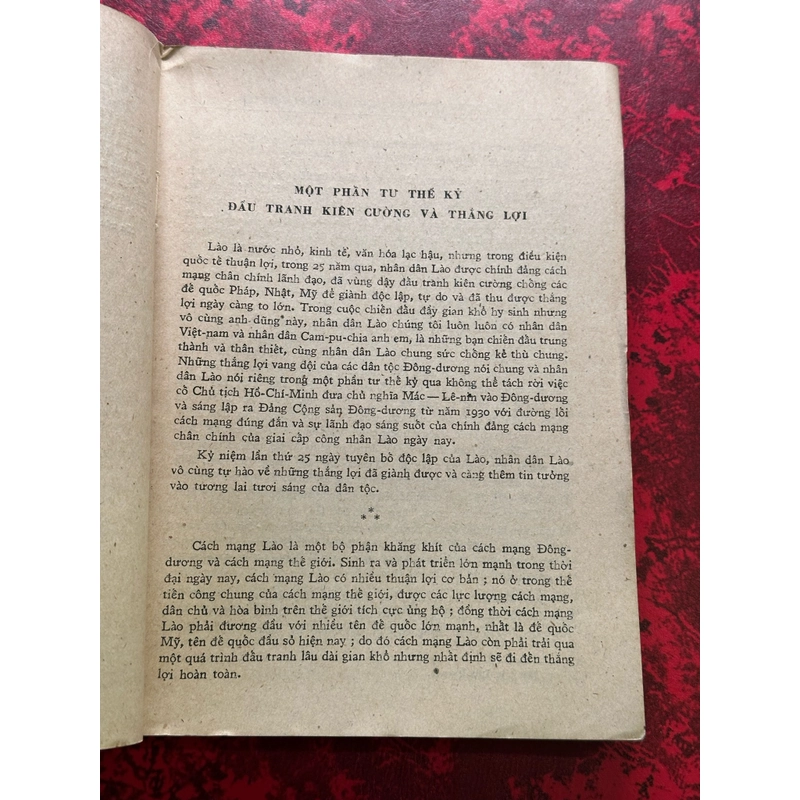 MỘT PHẦN TƯ THẾ KỶ
ĐẤU TRANH KIÊN CƯỜNG VÀ THẮNG LỢI
Lào là nước nhỏ, kinh tế, văn hóa lạc hậu, nhưng trong điều kiện
quốc tế thuận lợi, trong 25 năm qua, nhân dân Lào được chính đảng cách
mạng chân chính lãnh đạo, đã vùng dậy đấu tranh kiên cường chống các
đế quốc Pháp, Nhật, Mỹ để giành độc lập, tự do và đã thu được thắng
lợi ngày càng to lớn. Trong cuộc chiến đấu đầy gian khổ hy sinh nhưng
vô cùng anh dũng này, nhân dân Lào chúng tôi luôn luôn có nhân dân
Việt-nam và nhân dân Cam-pu-chia anh em, là những bạn chiến đấu trung
thành và thân thiết, cùng nhân dân Lào chung sức chống kẻ thù chung.
Những thắng lợi vang dội của các dân tộc Đông-dương nói chung và nhân
dân Lào nói riêng trong một phần tư thế kỷ qua không thể tách rời việc
cố Chủ tịch Hồ-Chí-Minh đưa chủ nghĩa Mác — Lê-nin vào Đông-dương
và sáng lập ra Đảng Cộng sản Đông-dương từ năm 1930 với đường lối
cách mạng đúng đắn và sự lãnh đạo sáng suốt của chính đảng cách mạng
chân chính của giai cấp công nhân Lào ngày nay.
Kỷ niệm lần thứ 25 ngày tuyên bố độc lập của Lào, nhân dân Lào
vô cùng tự hào về những thắng lợi đã giành được và càng thêm tin tưởng
vào tương lai tươi sáng của dân tộc.
*
* *
Cách mạng Lào là một bộ phận khăng khít của cách mạng Đông-
dương và cách mạng thế giới. Sinh ra và phát triển lớn mạnh trong thời
đại ngày nay, cách mạng Lào có nhiều thuận lợi cơ bản ; nó ở trong thế
tiến công chung của cách mạng thế giới, được các lực lượng cách mạng,
dân chủ và hòa bình trên thế giới tích cực ủng hộ ; đồng thời cách mạng
Lào phải đương đầu với nhiều tên đế quốc lớn mạnh, nhất là đế quốc
Mỹ, tên đế quốc đầu sỏ hiện nay ; do đó cách mạng Lào còn phải trải qua
một quá trình đấu tranh lâu dài gian khổ nhưng nhất định sẽ đi đến thắng
lợi hoàn toàn.